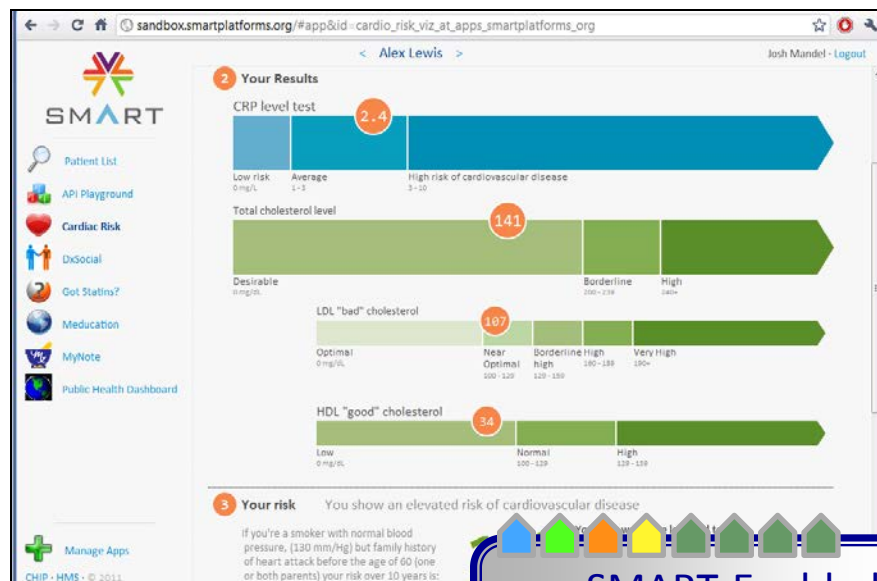 sandbox.smartplatforms.org/#app&id=cardio_risk_viz_at_apps_smartplatforms_org
< Alex Lewis >
Josh Mandel · Logout
SMART
Patient List
API Playground
Cardiac Risk
DxSocial
Got Statins?
Meducation
MyNote
Public Health Dashboard
Manage Apps
CHIP · HMS · © 2011
2 Your Results
CRP level test
2.4
Low risk Average High risk of cardiovascular disease
0 mg/L 1 - 3 3 - 10
Total cholesterol level
141
Desirable Borderline High
0 mg/dL 200 - 239 240+
LDL "bad" cholesterol
107
Optimal Near Optimal Borderline high High Very High
0 mg/dL 100 - 129 190+
HDL "good" cholesterol
34
Low Normal High
0 mg/dL 100 - 129
3 Your risk You show an elevated risk of cardiovascular disease
If you're a smoker with normal blood
pressure, (130 mm/Hg) but family history
of heart attack before the age of 60 (one
or both parents) your risk over 10 years is: